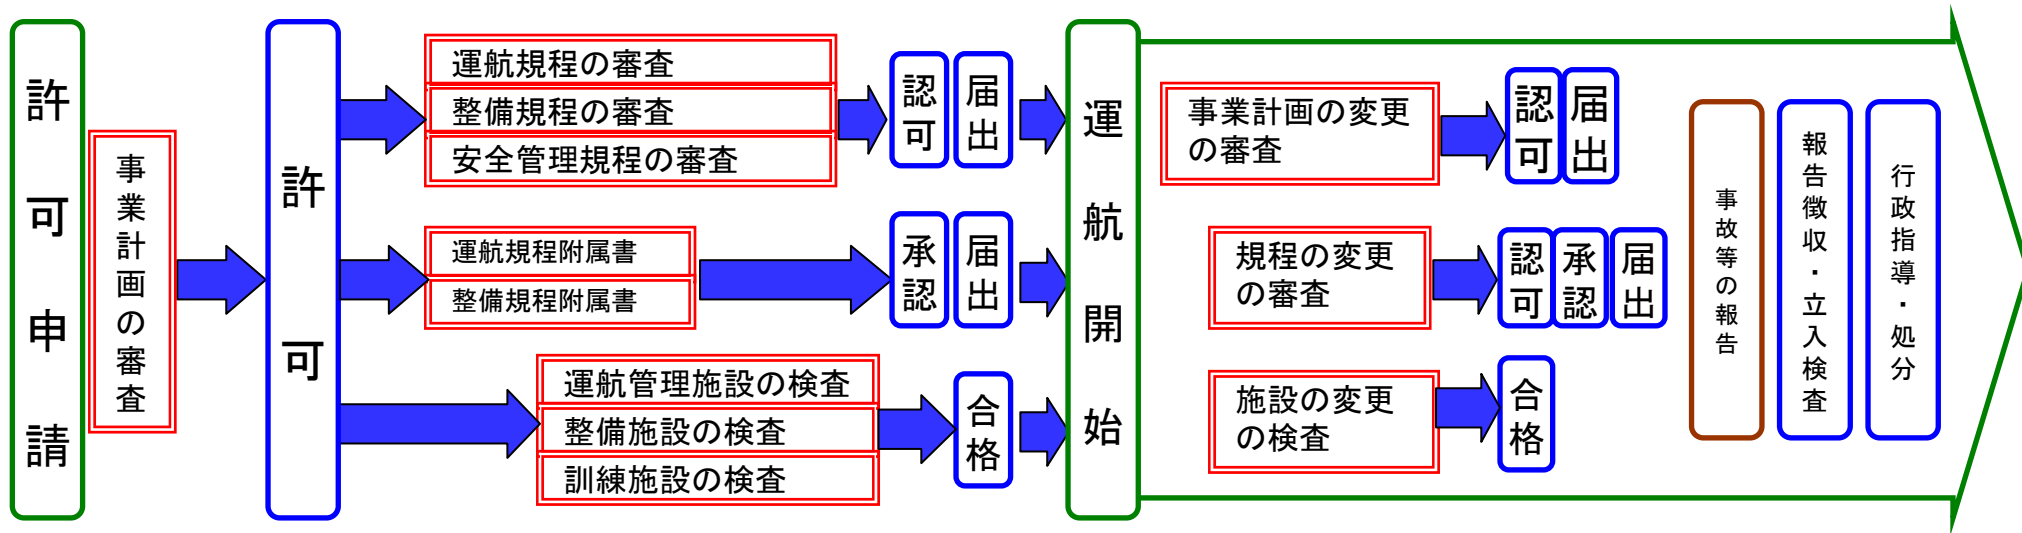 許可申請
事業計画の審査
許可
運航規程の審査
整備規程の審査
安全管理規程の審査
認可
届出
運航規程附属書
整備規程附属書
承認
届出
運航管理施設の検査
整備施設の検査
訓練施設の検査
合格
運航開始
事業計画の変更
の審査
認可
届出
規程の変更
の審査
認可
承認
届出
施設の変更
の検査
合格
事故等の報告
報告徴収・立入検査
行政指導・処分